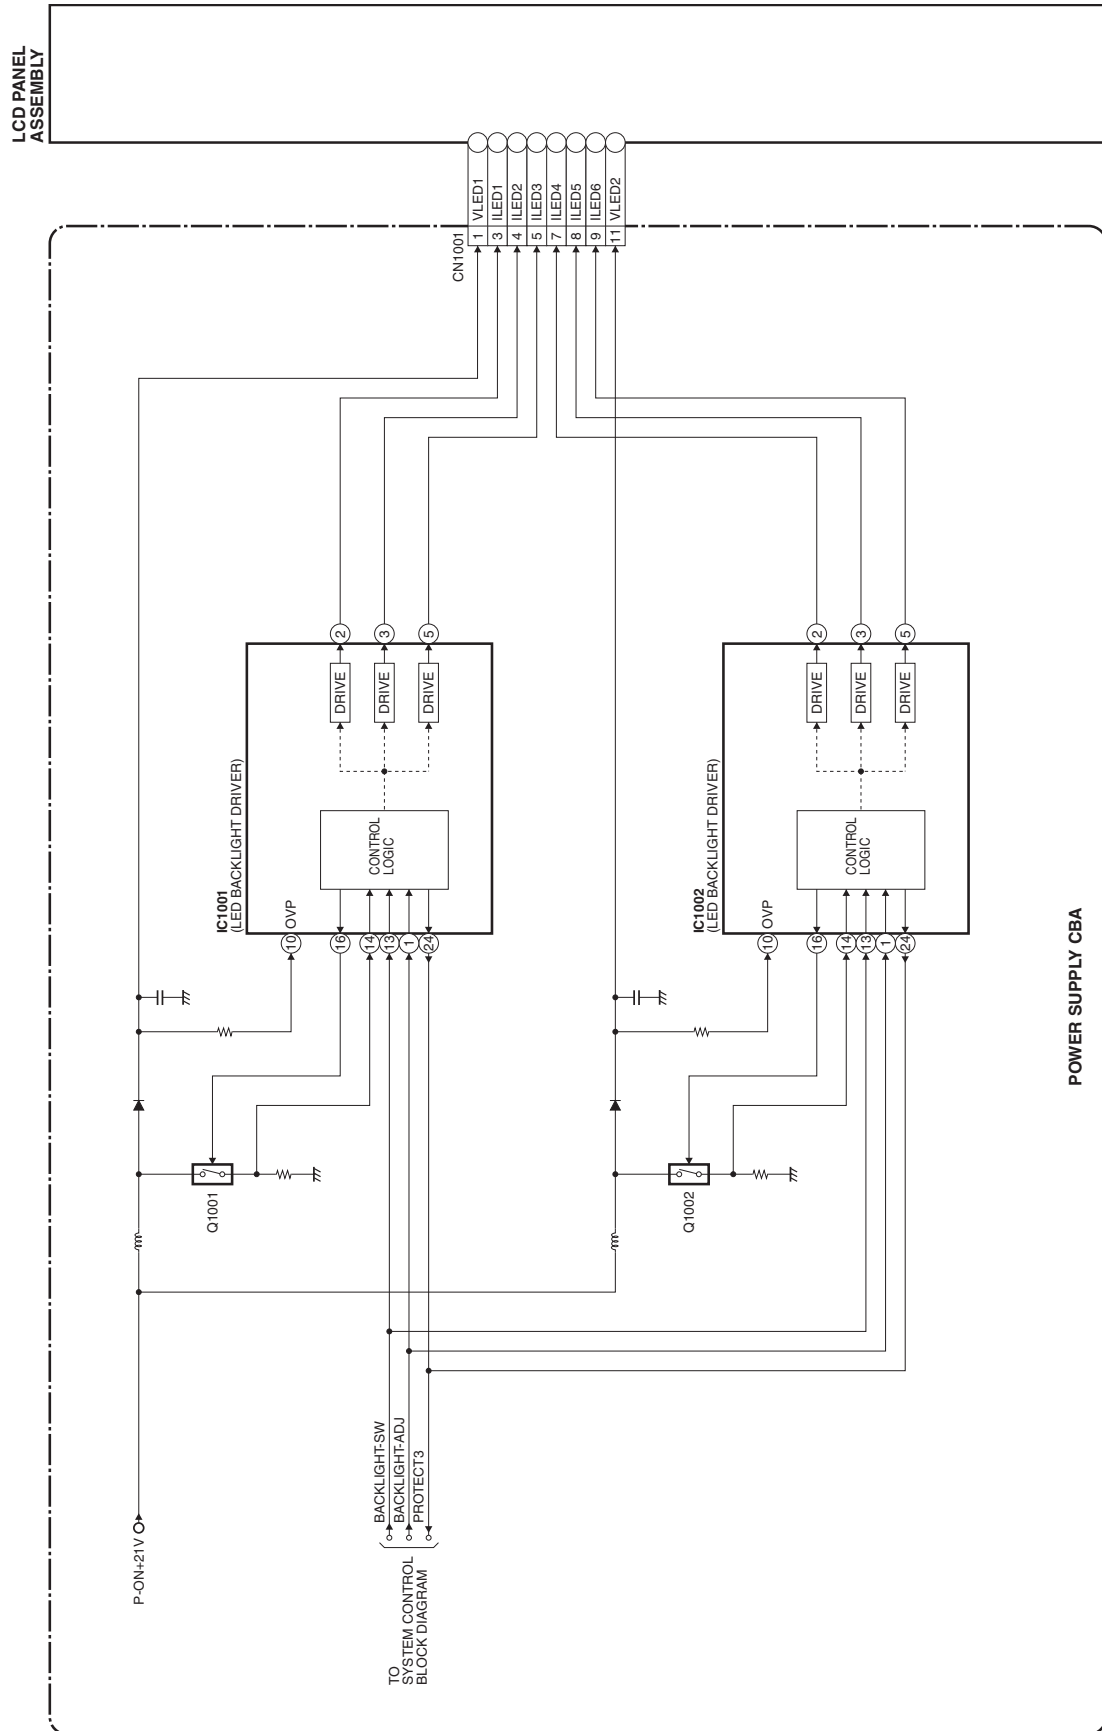 LCD PANEL
ASSEMBLY
CN1001
1 VLED1
3 ILED1
4 ILED2
5 ILED3
7 ILED4
8 ILED5
9 ILED6
11 VLED2
IC1001
(LED BACKLIGHT DRIVER)
10 OVP
16
14
13
1
24
CONTROL
LOGIC
DRIVE
DRIVE
DRIVE
2
3
5
IC1002
(LED BACKLIGHT DRIVER)
10 OVP
16
14
13
1
24
CONTROL
LOGIC
DRIVE
DRIVE
DRIVE
2
3
5
Q1001
Q1002
P-ON+21V
BACKLIGHT-SW
BACKLIGHT-ADJ
PROTECT3
TO
SYSTEM CONTROL
BLOCK DIAGRAM
POWER SUPPLY CBA